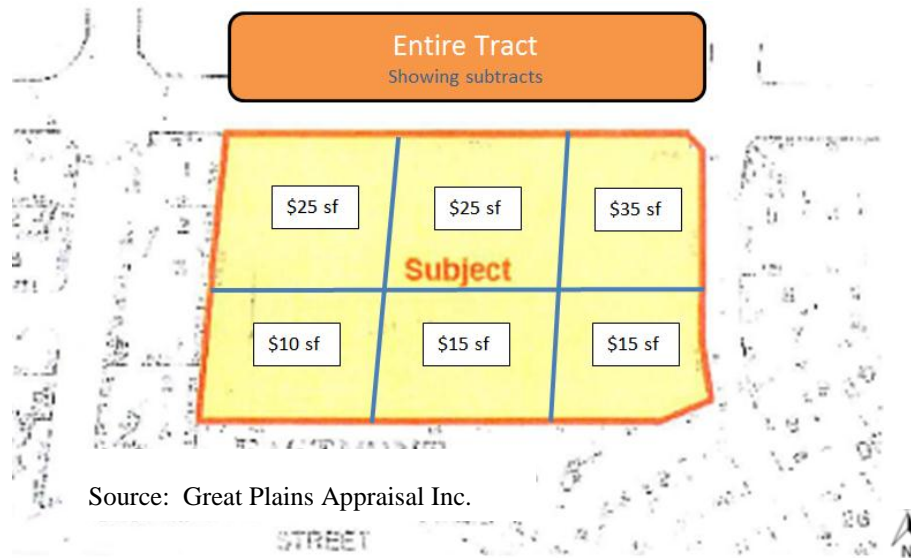 Entire Tract
Showing subtracts
$25 sf
$25 sf
$35 sf
Subject
$10 sf
$15 sf
$15 sf
Source: Great Plains Appraisal Inc.
STREET
26
N